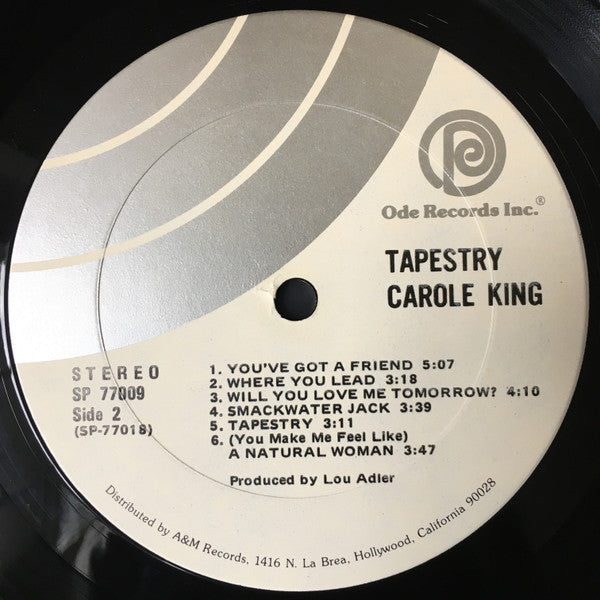 Ode Records Inc.®
TAPESTRY
CAROLE KING
STEREO
SP 77009
Side 2
(SP-77018)
1. YOU'VE GOT A FRIEND 5:07
2. WHERE YOU LEAD 3:18
3. WILL YOU LOVE ME TOMORROW? 4:10
4. SMACKWATER JACK 3:39
5. TAPESTRY 3:11
6. (You Make Me Feel Like)
A NATURAL WOMAN 3:47
Produced by Lou Adler
Distributed by A&M Records, 1416 N. La Brea, Hollywood, California 90028